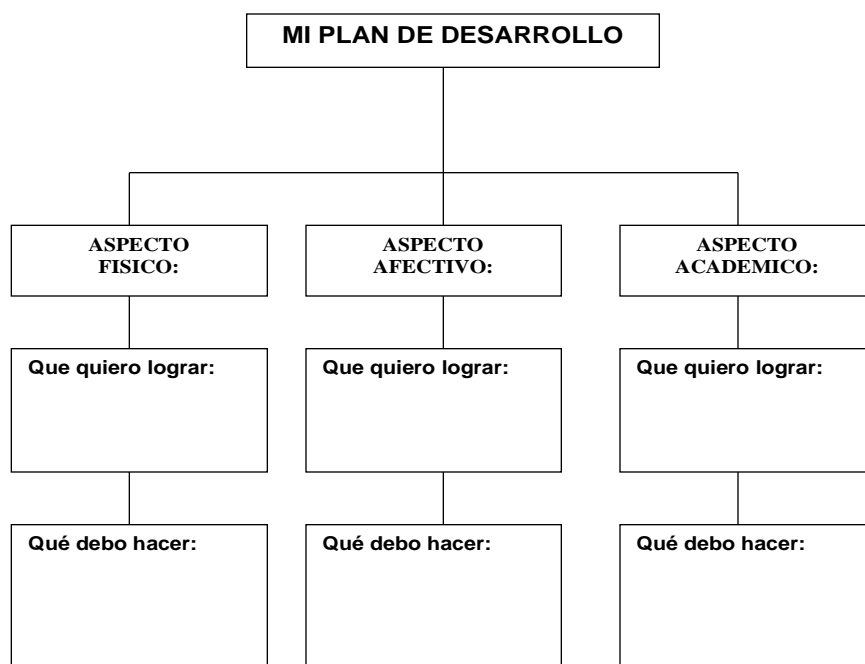 MI PLAN DE DESARROLLO
ASPECTO
FISICO:
ASPECTO
AFECTIVO:
ASPECTO
ACADEMICO:
Que quiero lograr:
Que quiero lograr:
Que quiero lograr:
Qué debo hacer:
Qué debo hacer:
Qué debo hacer: